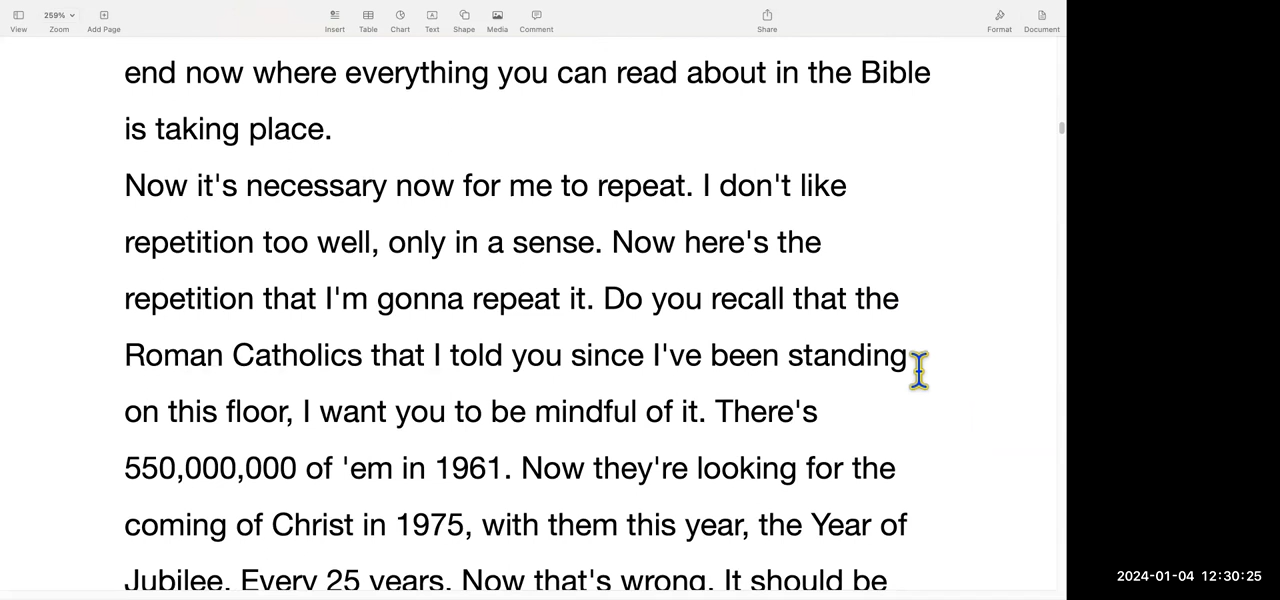 259%
View
Zoom
Add Page
Insert
Table
Chart
Text
Shape
Media
Comment
Share
Format
Document
end now where everything you can read about in the Bible
is taking place.
Now it's necessary now for me to repeat. I don't like
repetition too well, only in a sense. Now here's the
repetition that I'm gonna repeat it. Do you recall that the
Roman Catholics that I told you since I've been standing
on this floor, I want you to be mindful of it. There's
550,000,000 of 'em in 1961. Now they're looking for the
coming of Christ in 1975, with them this year, the Year of
Jubilee. Every 25 years. Now that's wrong. It should be
2024-01-04 12:30:25